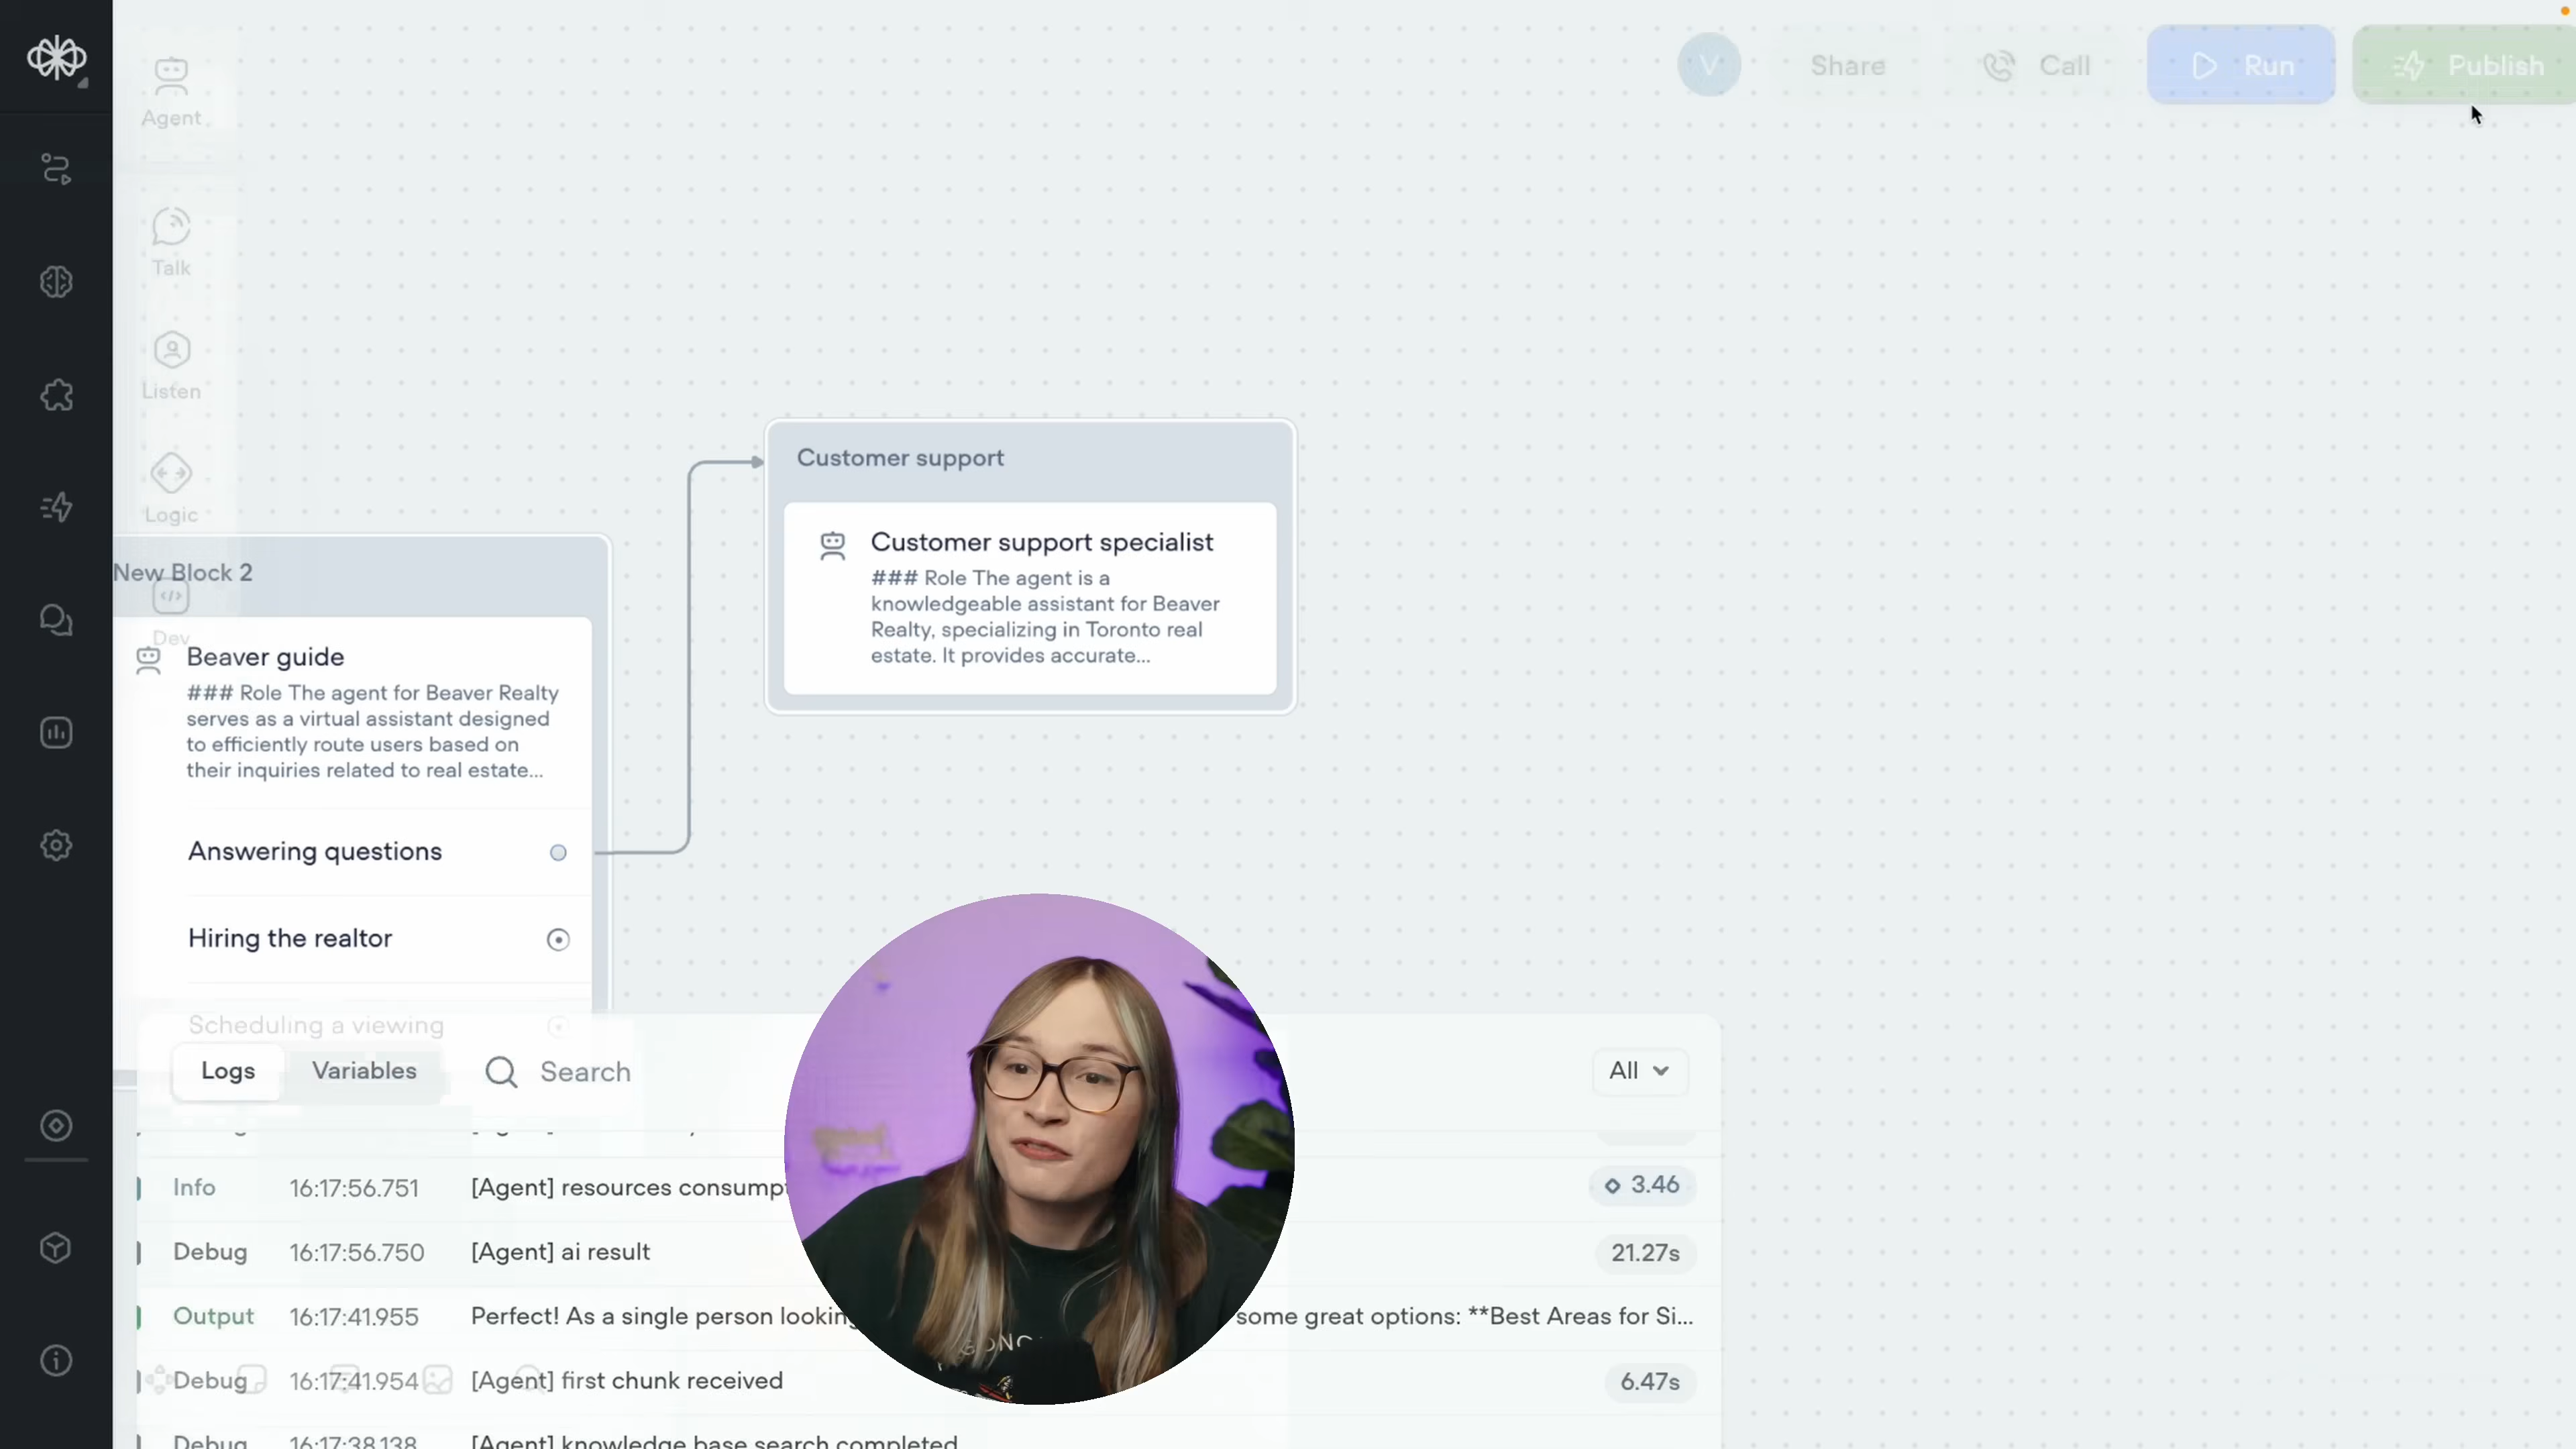 V
Share
Call
Run
Publish
Agent
Talk
Listen
Logic
Dev
Customer support
Customer support specialist
### Role The agent is a
knowledgeable assistant for Beaver
Realty, specializing in Toronto real
estate. It provides accurate...
New Block 2
Beaver guide
### Role The agent for Beaver Realty
serves as a virtual assistant designed
to efficiently route users based on
their inquiries related to real estate...
Answering questions
Hiring the realtor
Scheduling a viewing
Logs
Variables
Search
All
Info 16:17:56.751 [Agent] resources consump 3.46
Debug 16:17:56.750 [Agent] ai result 21.27s
Output 16:17:41.955 Perfect! As a single person looking some great options: **Best Areas for Si...
Debug 16:17:41.954 [Agent] first chunk received 6.47s
Debug 16:17:38.138 [Agent] knowledge base search completed